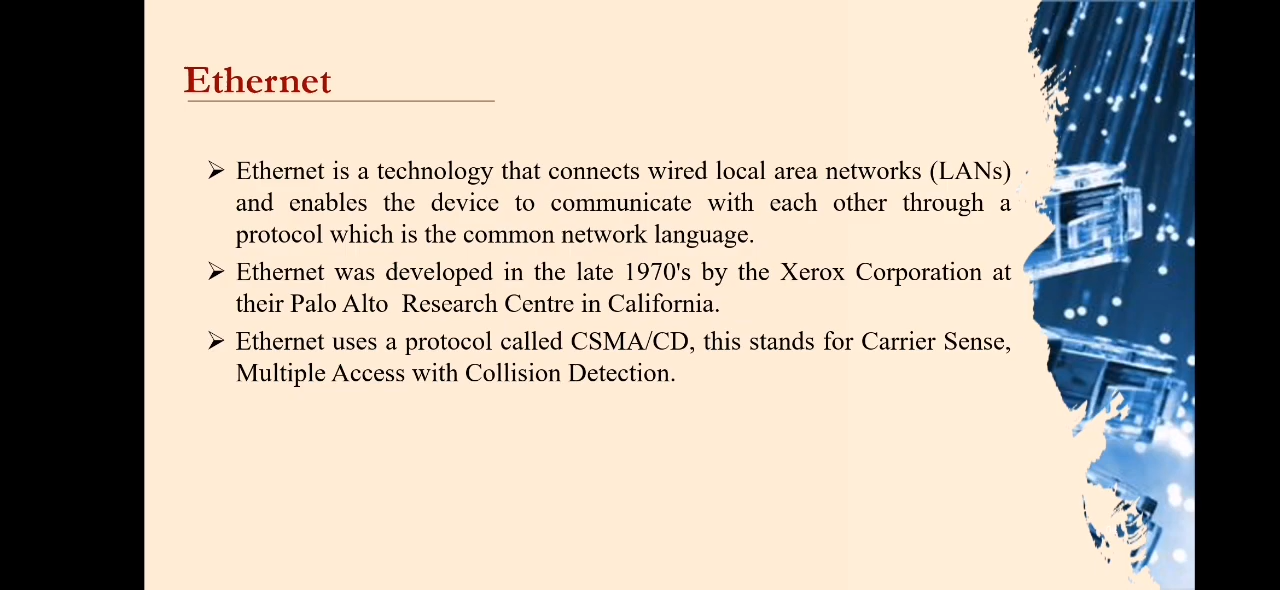 Ethernet
➢ Ethernet is a technology that connects wired local area networks (LANs)
and enables the device to communicate with each other through a
protocol which is the common network language.
➢ Ethernet was developed in the late 1970's by the Xerox Corporation at
their Palo Alto  Research Centre in California.
➢ Ethernet uses a protocol called CSMA/CD, this stands for Carrier Sense,
Multiple Access with Collision Detection.